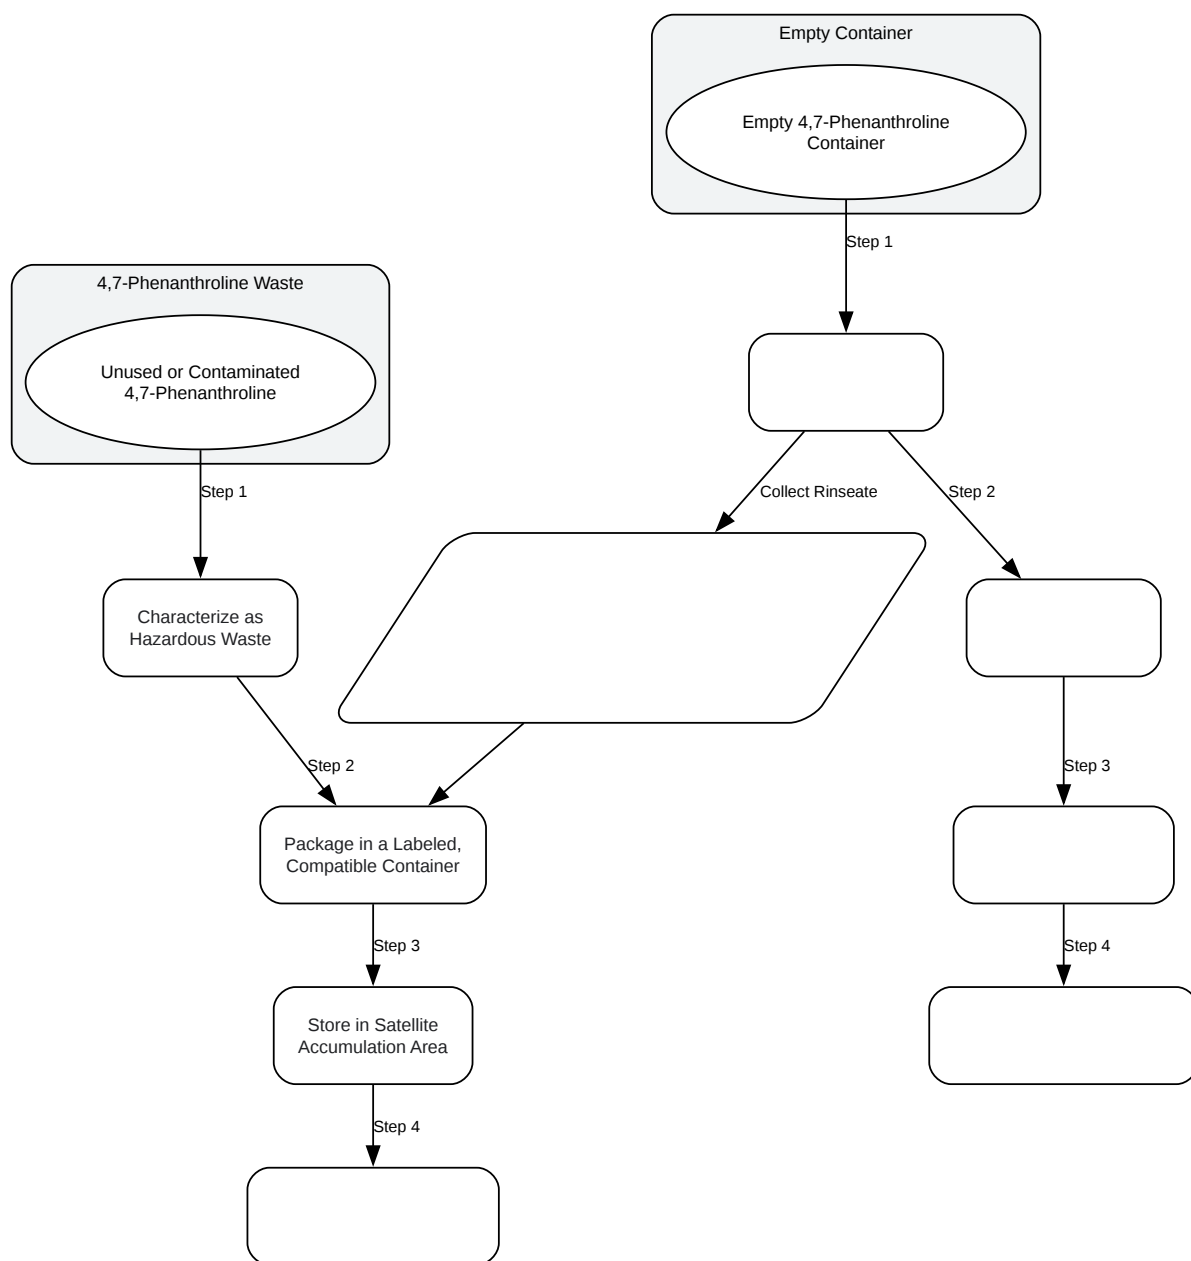 Empty Container
Empty 4,7-Phenanthroline
Container
Step 1
4,7-Phenanthroline Waste
Unused or Contaminated
4,7-Phenanthroline
Step 1
Collect Rinseate
Step 2
Characterize as
Hazardous Waste
Step 2
Step 3
Package in a Labeled,
Compatible Container
Step 3
Step 4
Store in Satellite
Accumulation Area
Step 4